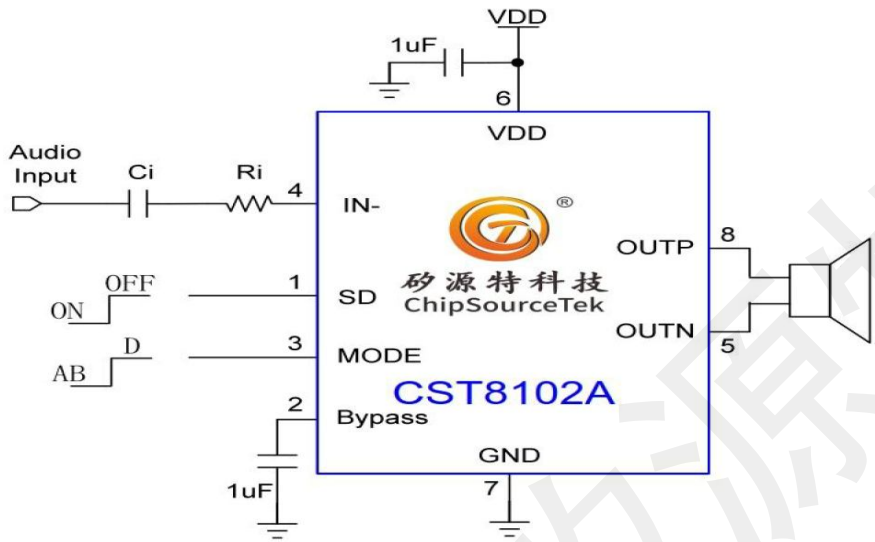 VDD
1uF
6
VDD
Audio
Input
Ci
Ri
4
IN-
®
OUTP
8
矽源特科技
ChipSourceTek
OFF
ON
1
SD
OUTN
5
D
AB
3
MODE
CST8102A
2
Bypass
1uF
GND
7